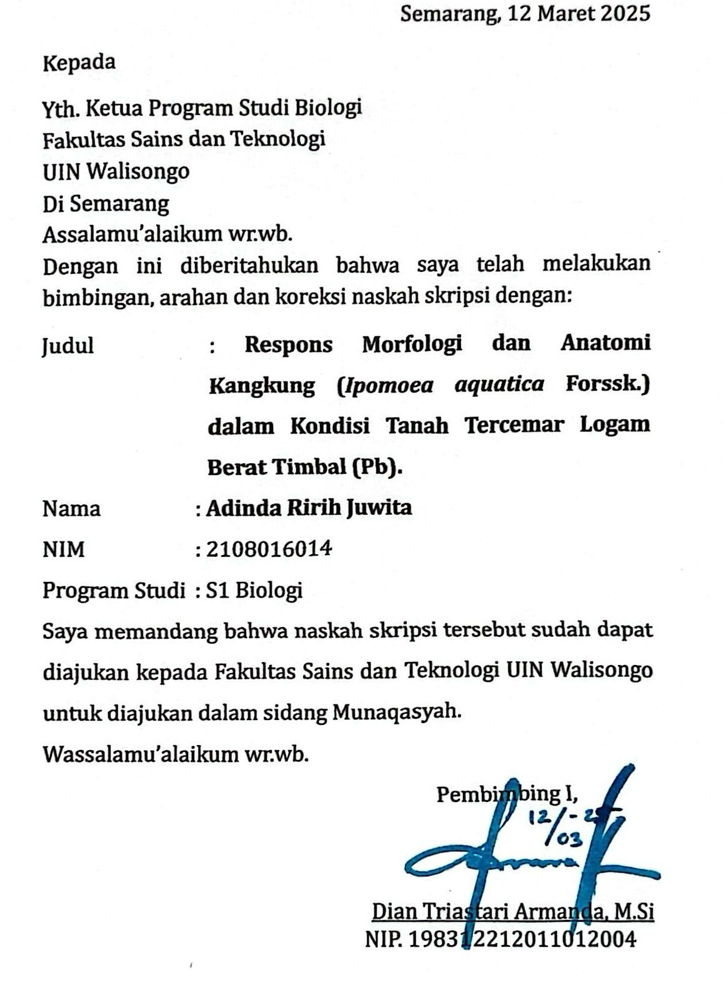 Semarang, 12 Maret 2025
Kepada
Yth. Ketua Program Studi Biologi
Fakultas Sains dan Teknologi
UIN Walisongo
Di Semarang
Assalamu'alaikum wr.wb.
Dengan ini diberitahukan bahwa saya telah melakukan
bimbingan, arahan dan koreksi naskah skripsi dengan:
Judul : Respons Morfologi dan Anatomi
Kangkung (Ipomoea aquatica Forssk.)
dalam Kondisi Tanah Tercemar Logam
Berat Timbal (Pb).
Nama : Adinda Ririh Juwita
NIM : 2108016014
Program Studi : S1 Biologi
Saya memandang bahwa naskah skripsi tersebut sudah dapat
diajukan kepada Fakultas Sains dan Teknologi UIN Walisongo
untuk diajukan dalam sidang Munaqasyah.
Wassalamu'alaikum wr.wb.
Pembimbing I,
12/03-25
Dian Triastari Armanda, M.Si
NIP. 198312212011012004